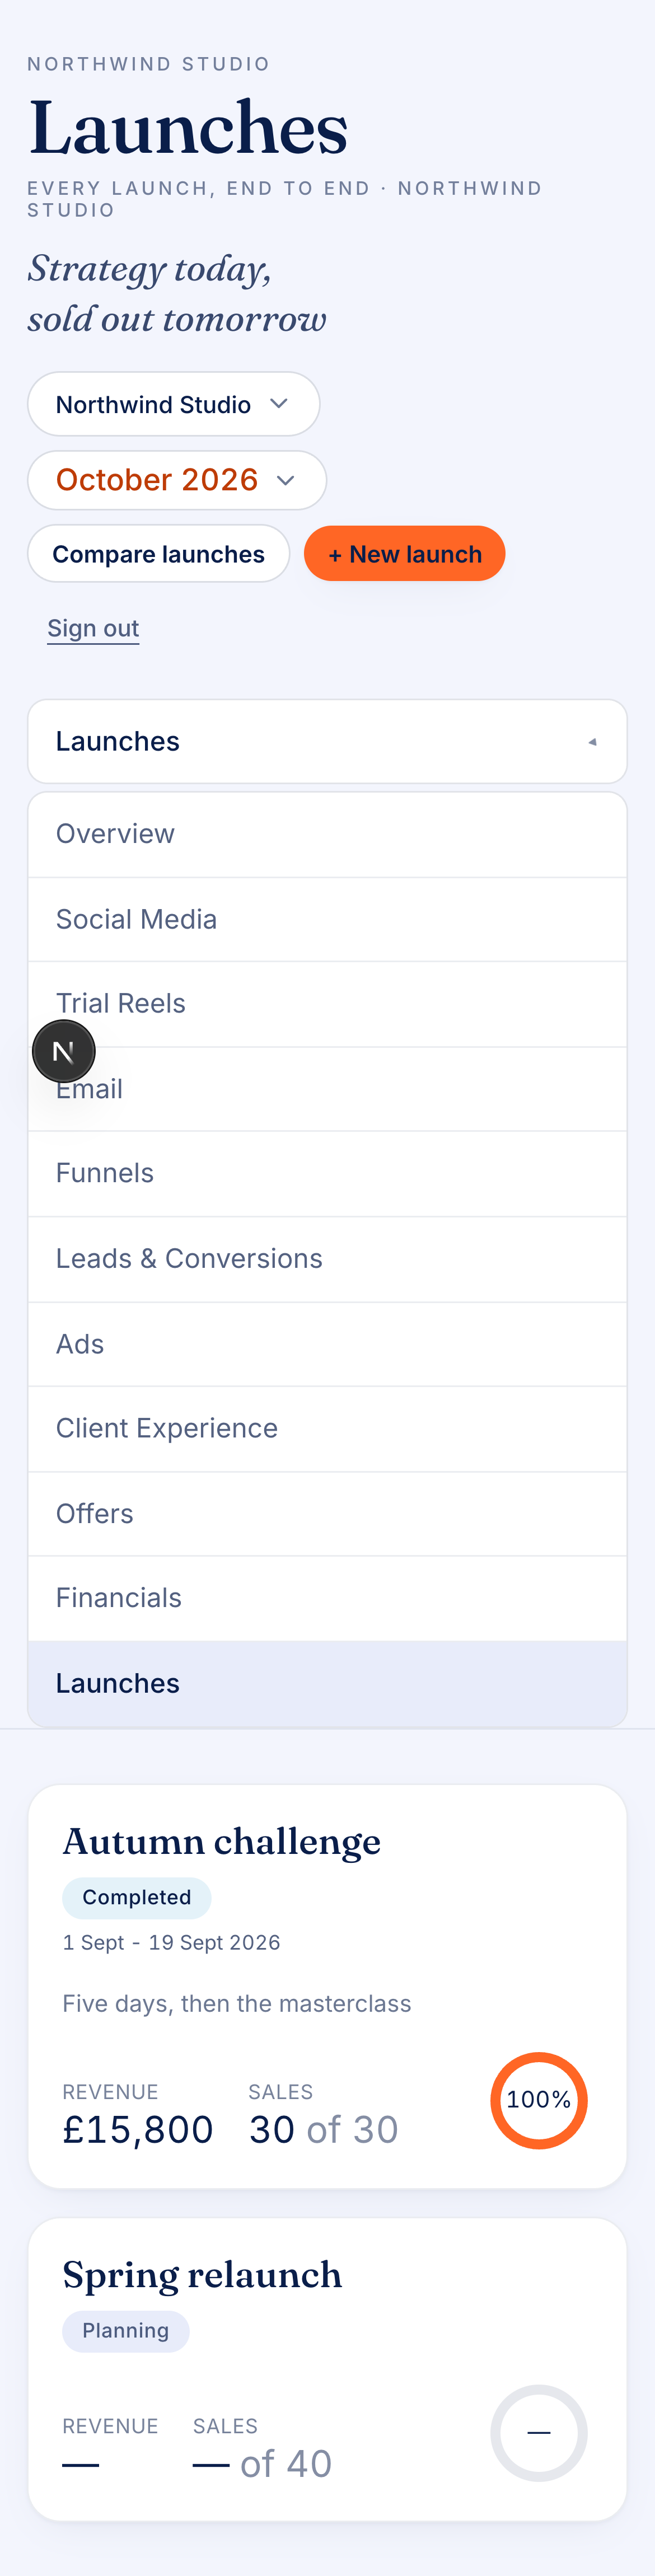 NORTHWIND STUDIO
Launches
EVERY LAUNCH, END TO END · NORTHWIND
STUDIO
Strategy today,
sold out tomorrow
Northwind Studio
October 2026
Compare launches
+ New launch
Sign out
Launches
Overview
Social Media
Trial Reels
N
Email
Funnels
Leads & Conversions
Ads
Client Experience
Offers
Financials
Launches
Autumn challenge
Completed
1 Sept - 19 Sept 2026
Five days, then the masterclass
REVENUE SALES
£15,800 30 of 30
100%
Spring relaunch
Planning
REVENUE SALES
— — of 40
—